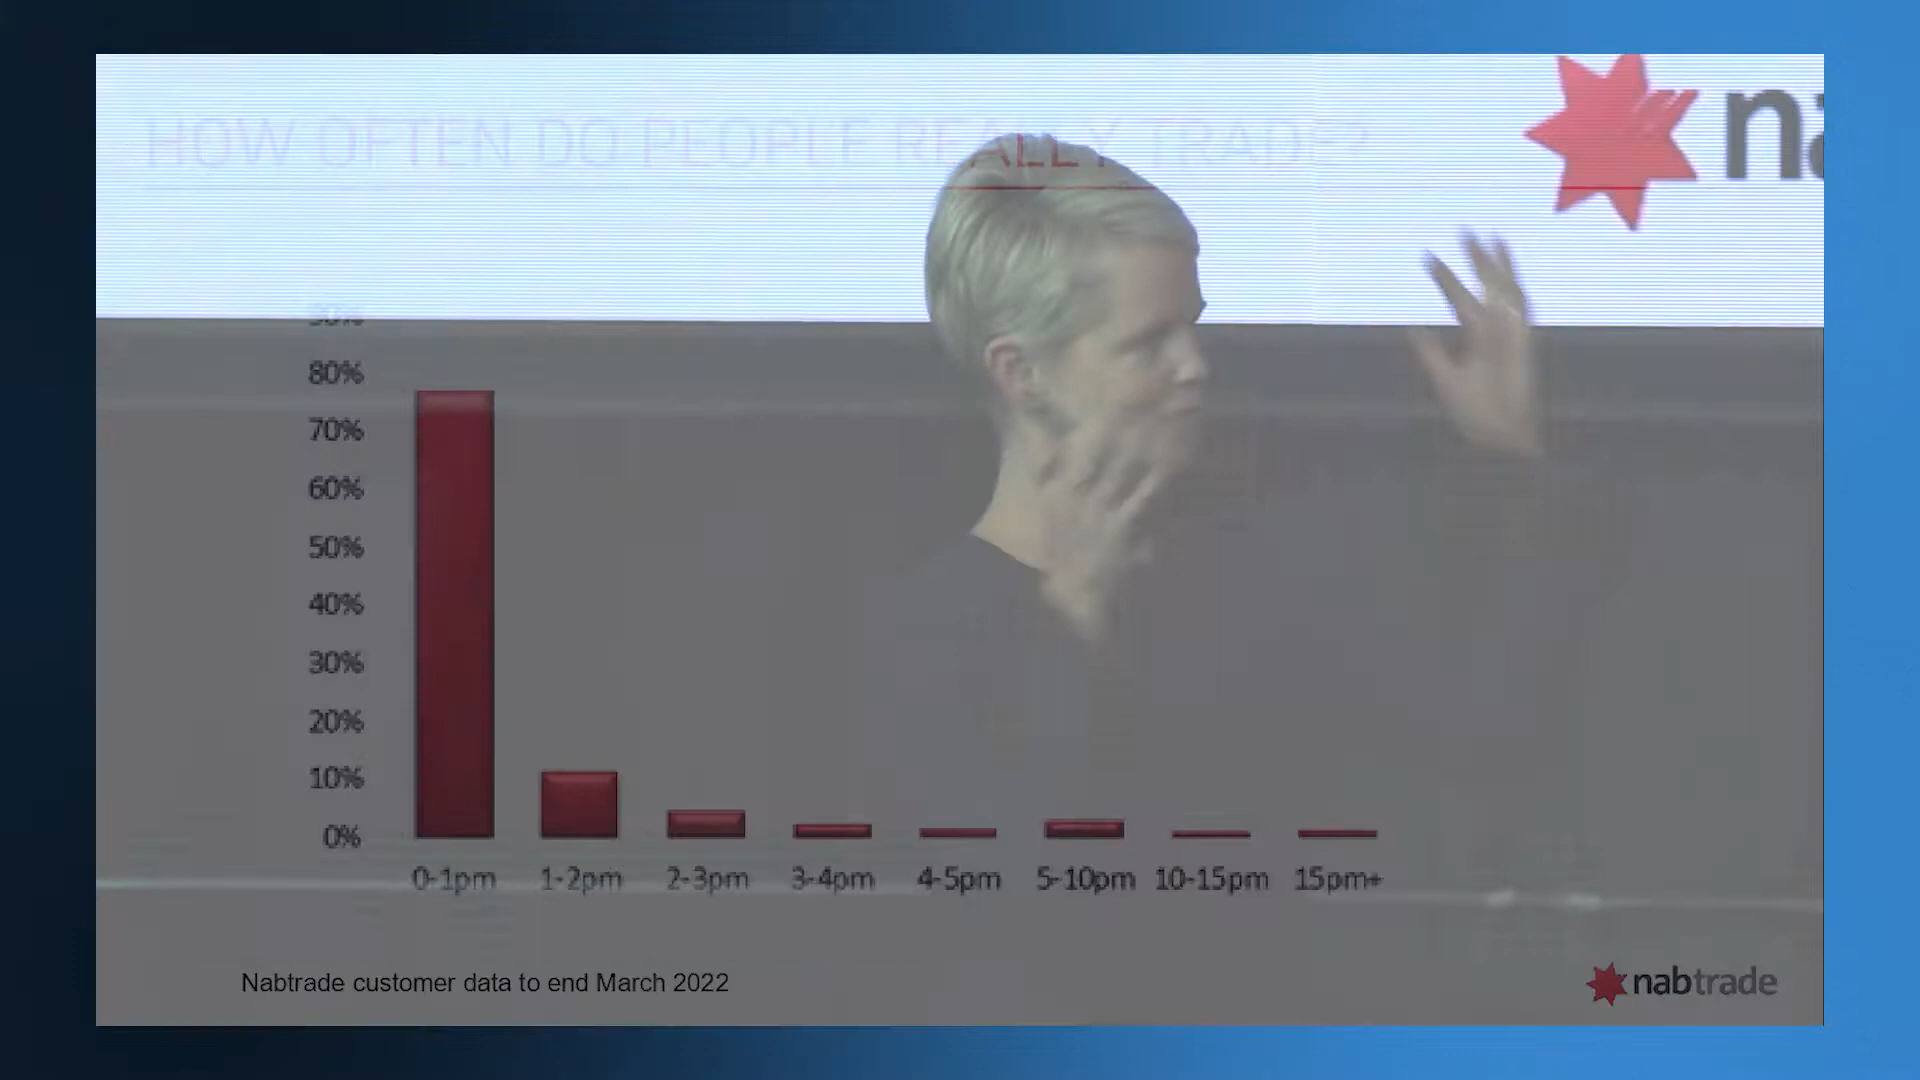 HOW OFTEN DO PEOPLE REALLY TRADE?
na
90%
80%
70%
60%
50%
40%
30%
20%
10%
0%
0-1pm 1-2pm 2-3pm 3-4pm 4-5pm 5-10pm 10-15pm 15pm+
Nabtrade customer data to end March 2022
nabtrade